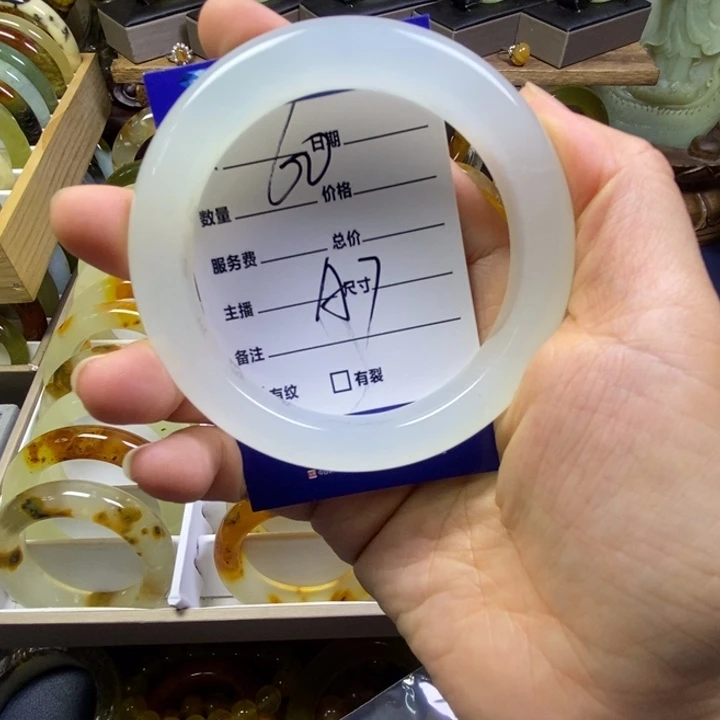 60 日期
数量 价格
服务费 总价
主播 A7 尺寸
备注
有纹 有裂